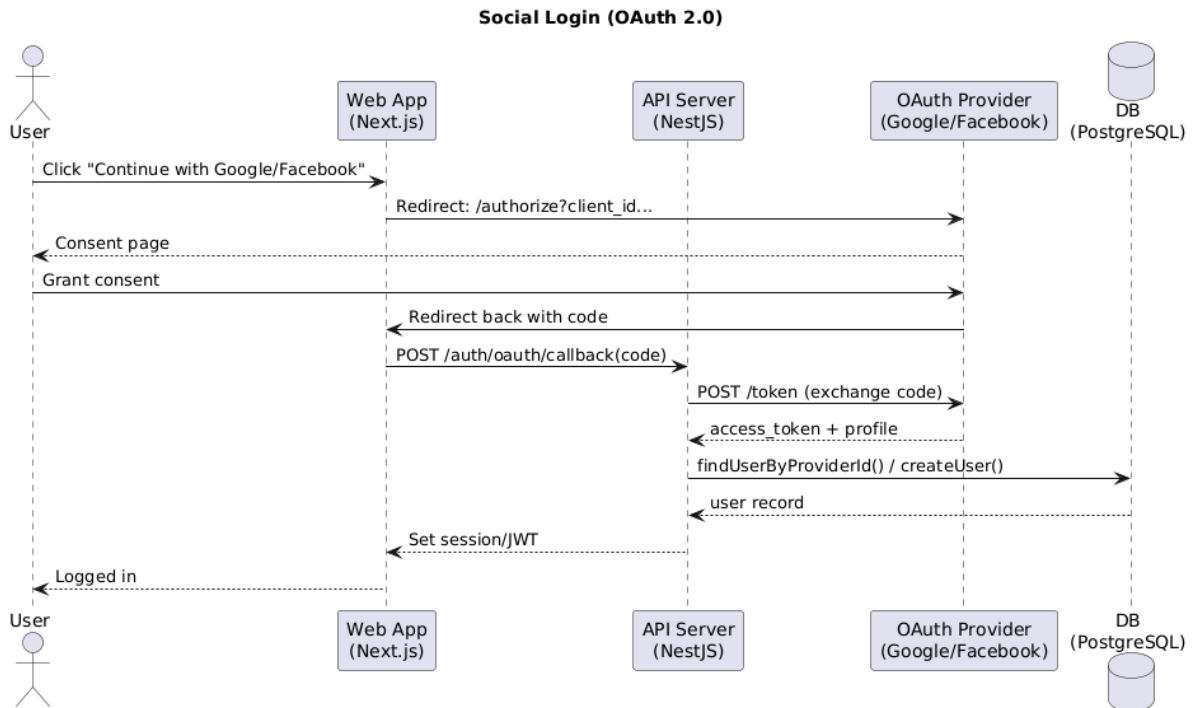 Social Login (OAuth 2.0)
User
Web App
(Next.js)
API Server
(NestJS)
OAuth Provider
(Google/Facebook)
DB
(PostgreSQL)
Click "Continue with Google/Facebook"
Redirect: /authorize?client_id...
Consent page
Grant consent
Redirect back with code
POST /auth/oauth/callback(code)
POST /token (exchange code)
access_token + profile
findUserByProviderId() / createUser()
user record
Set session/JWT
Logged in
User
Web App
(Next.js)
API Server
(NestJS)
OAuth Provider
(Google/Facebook)
DB
(PostgreSQL)